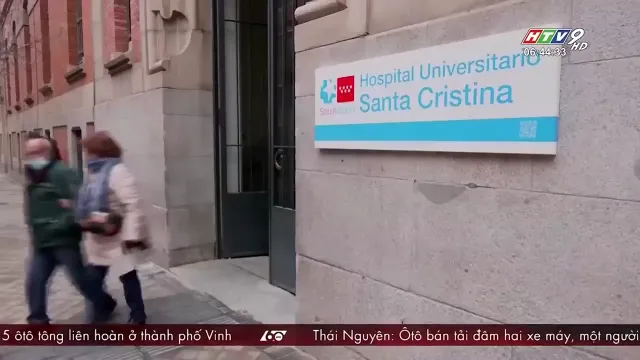 HTV9 HD
06:44:33
Hospital Universitario
Santa Cristina
5 ôtô tông liên hoàn ở thành phố Vinh
60
Thái Nguyên: Ôtô bán tải đâm hai xe máy, một người